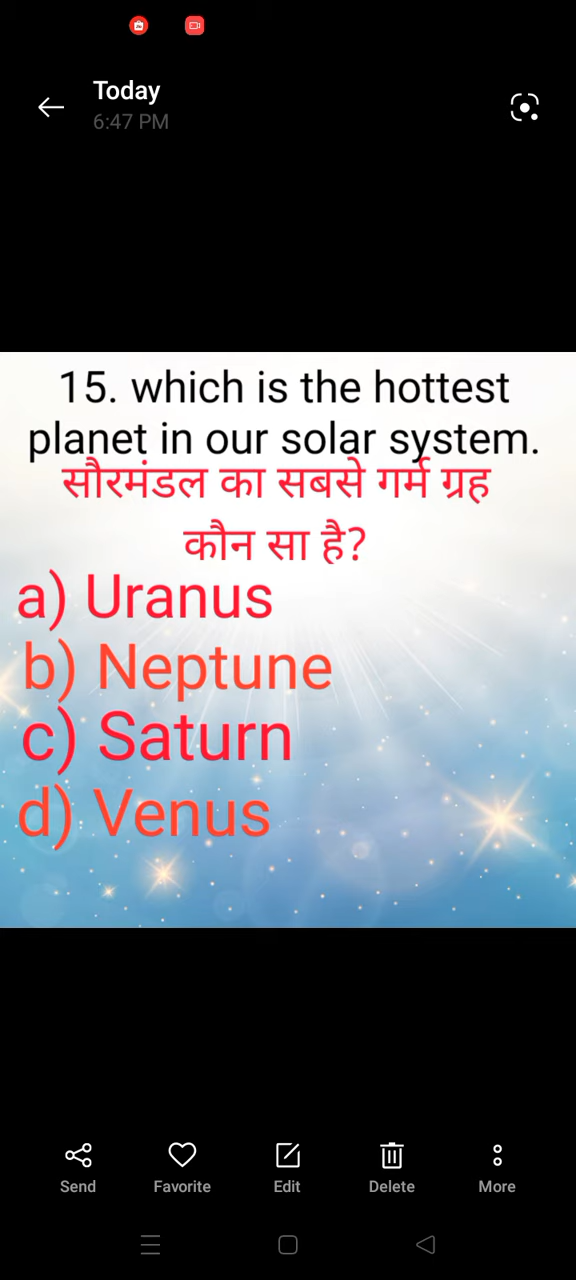 Today
6:47 PM
15. which is the hottest
planet in our solar system.
सौरमंडल का सबसे गर्म ग्रह
कौन सा है?
a) Uranus
b) Neptune
c) Saturn
d) Venus
Send
Favorite
Edit
Delete
More